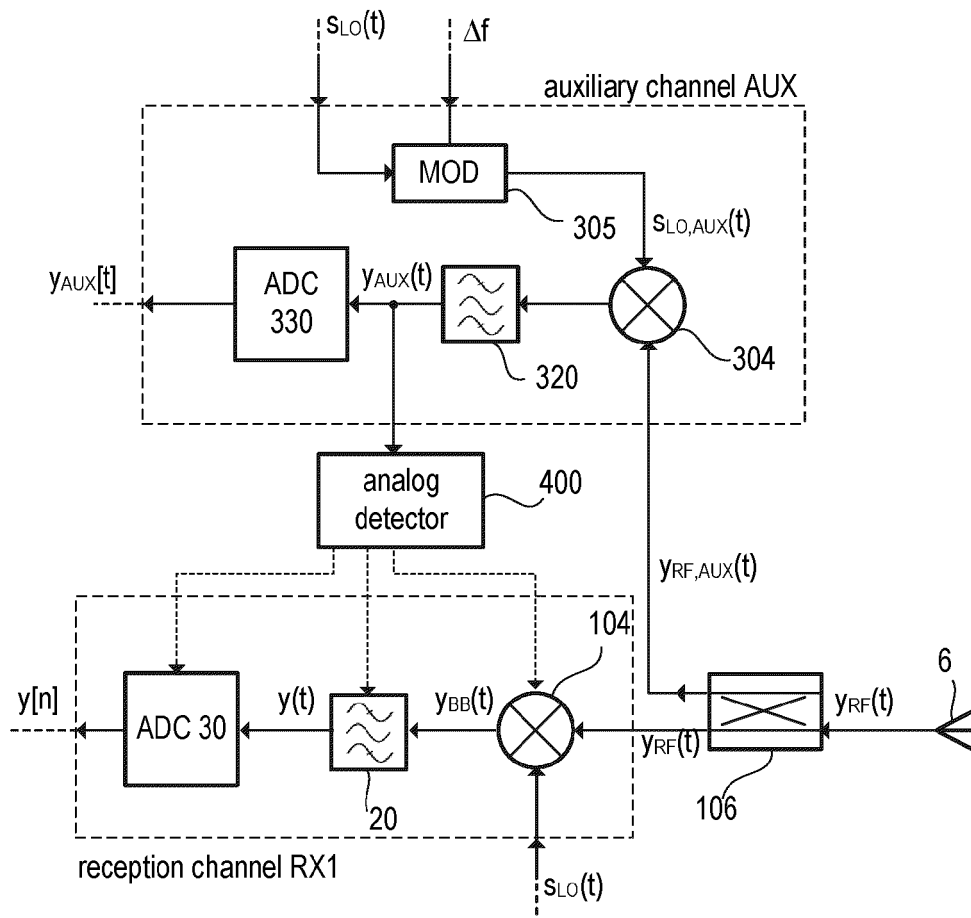 sLO(t)
Δf
auxiliary channel AUX
MOD
305
sLO,AUX(t)
yAUX[t]
ADC
330
yAUX(t)
320
304
analog
detector
400
yRF,AUX(t)
104
6
y[n]
ADC 30
y(t)
20
yBB(t)
yRF(t)
yRF(t)
106
reception channel RX1
sLO(t)